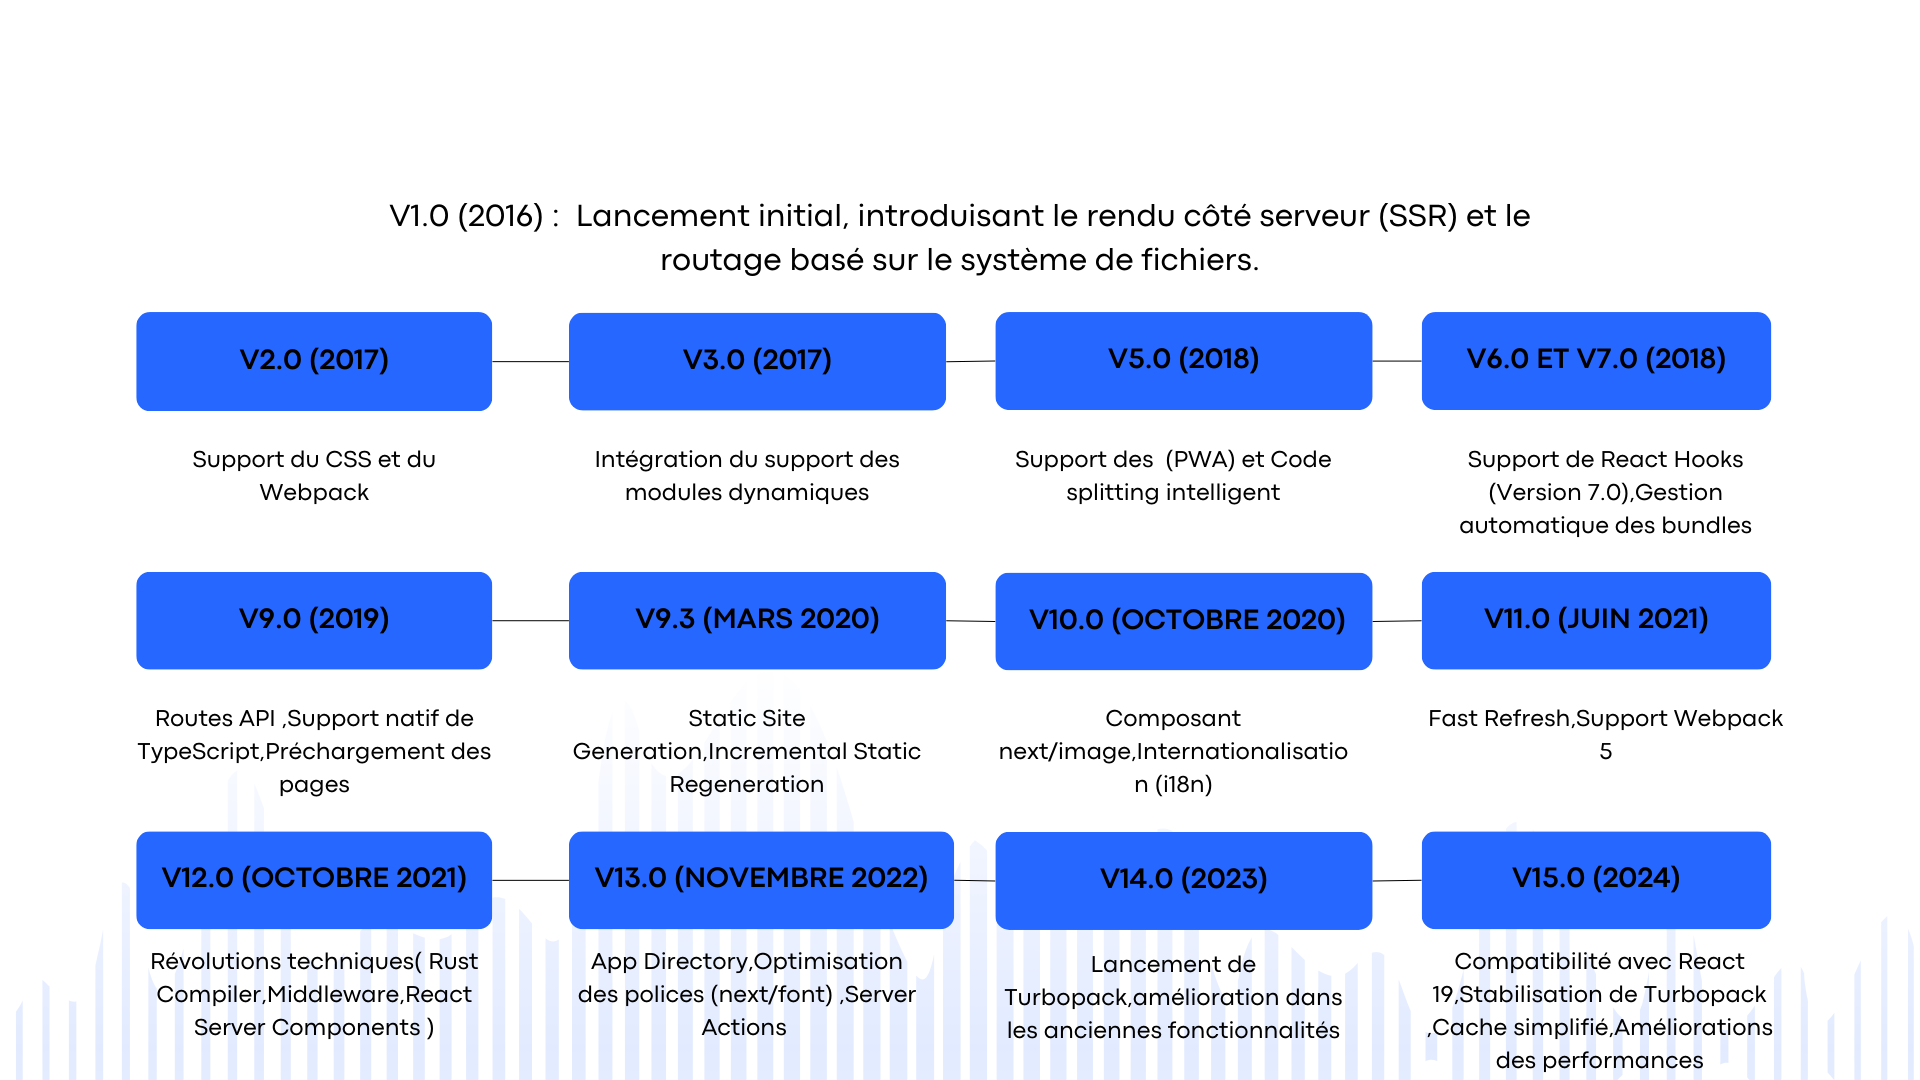 V1.0 (2016) :  Lancement initial, introduisant le rendu côté serveur (SSR) et le
routage basé sur le système de fichiers.
V2.0 (2017)
V3.0 (2017)
V5.0 (2018)
V6.0 ET V7.0 (2018)
Support du CSS et du
Webpack
Intégration du support des
modules dynamiques
Support des  (PWA) et Code
splitting intelligent
Support de React Hooks
(Version 7.0),Gestion
automatique des bundles
V9.0 (2019)
V9.3 (MARS 2020)
V10.0 (OCTOBRE 2020)
V11.0 (JUIN 2021)
Routes API ,Support natif de
TypeScript,Préchargement des
pages
Static Site
Generation,Incremental Static
Regeneration
Composant
next/image,Internationalisatio
n (i18n)
Fast Refresh,Support Webpack
5
V12.0 (OCTOBRE 2021)
V13.0 (NOVEMBRE 2022)
V14.0 (2023)
V15.0 (2024)
Révolutions techniques( Rust
Compiler,Middleware,React
Server Components )
App Directory,Optimisation
des polices (next/font) ,Server
Actions
Lancement de
Turbopack,amélioration dans
les anciennes fonctionnalités
Compatibilité avec React
19,Stabilisation de Turbopack
,Cache simplifié,Améliorations
des performances